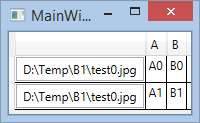 MainWi...
A B
D:\Temp\B1\test0.jpg A0 B0
D:\Temp\B1\test0.jpg A1 B1